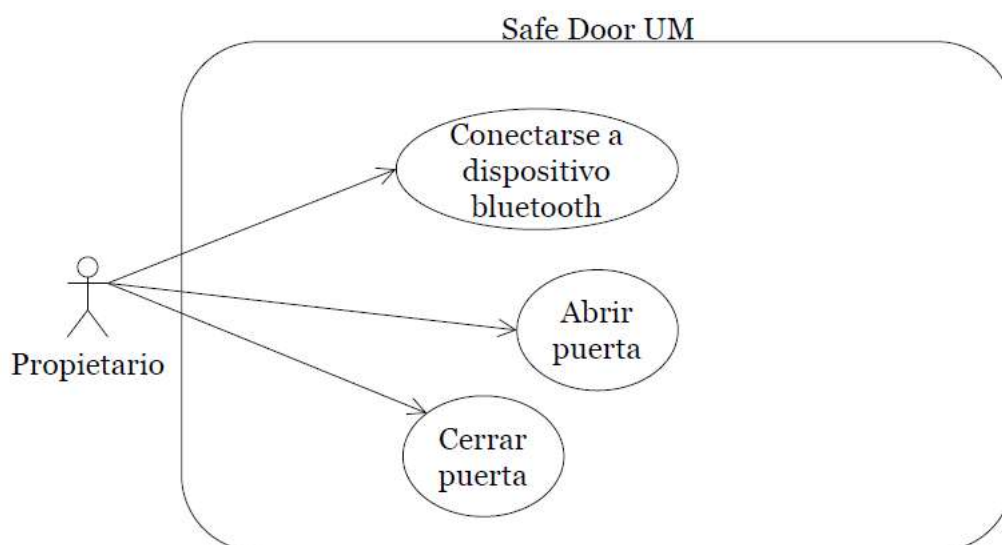 Safe Door UM
Conectarse a
dispositivo
bluetooth
Abrir
puerta
Propietario
Cerrar
puerta